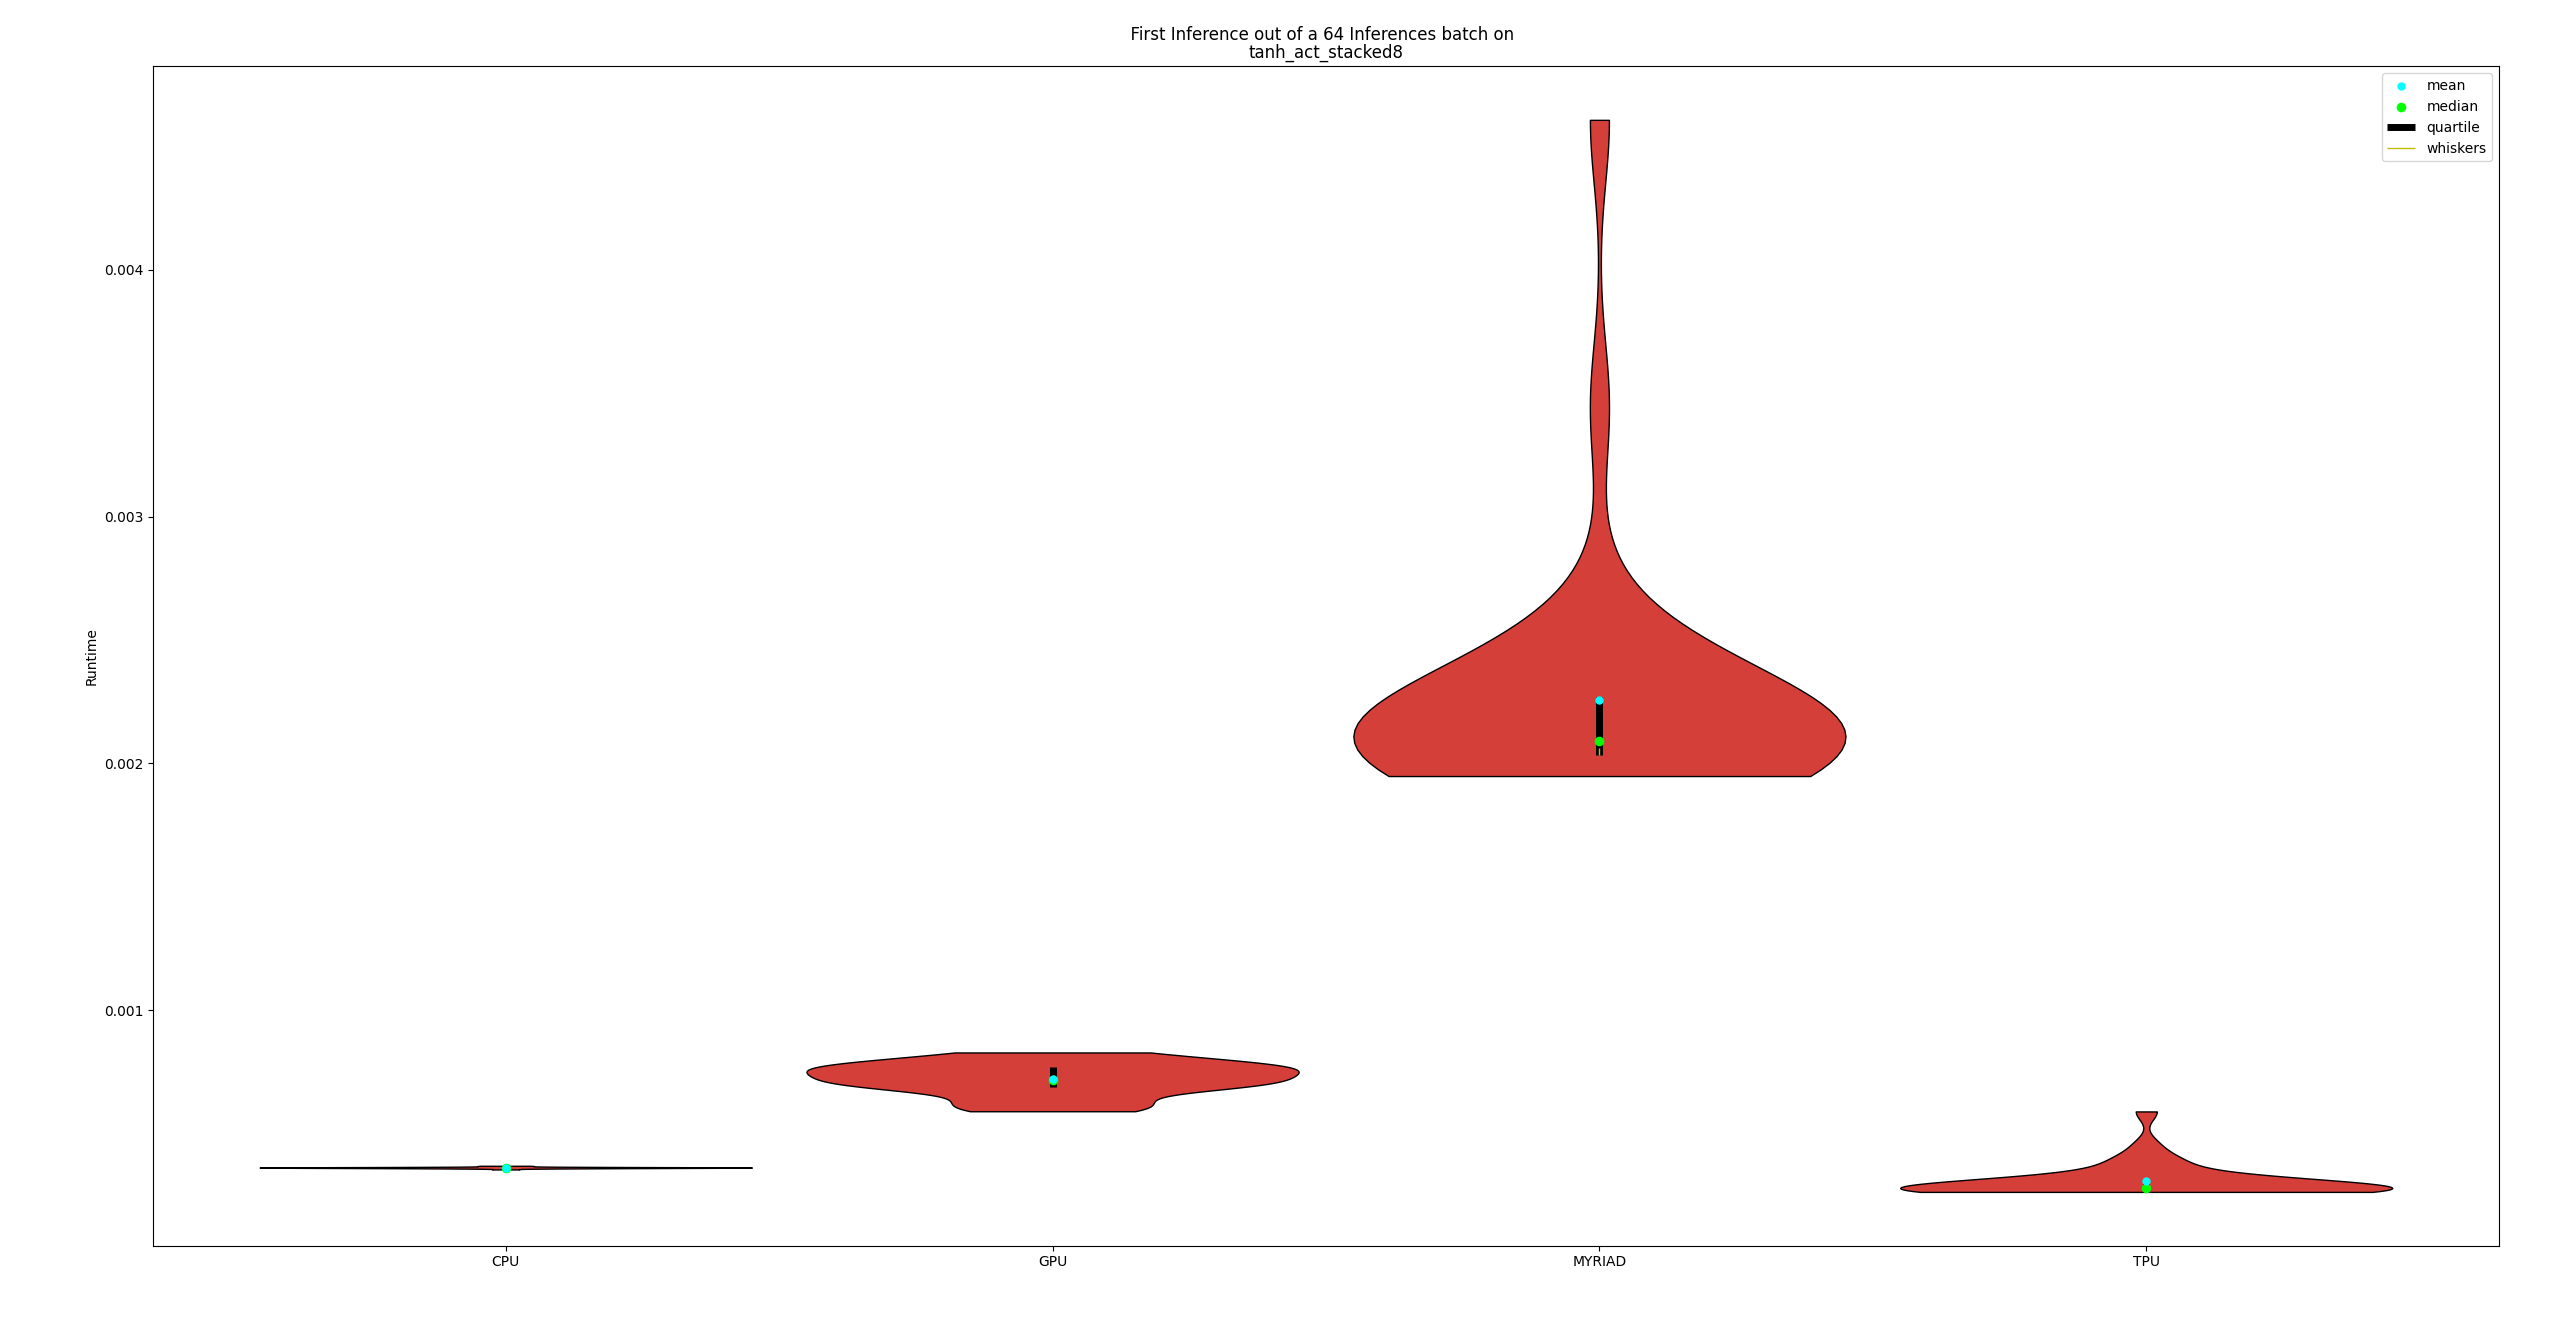 First Inference out of a 64 Inferences batch on
tanh_act_stacked8
mean
median
quartile
whiskers
0.004
0.003
0.002
0.001
Runtime
CPU
GPU
MYRIAD
TPU